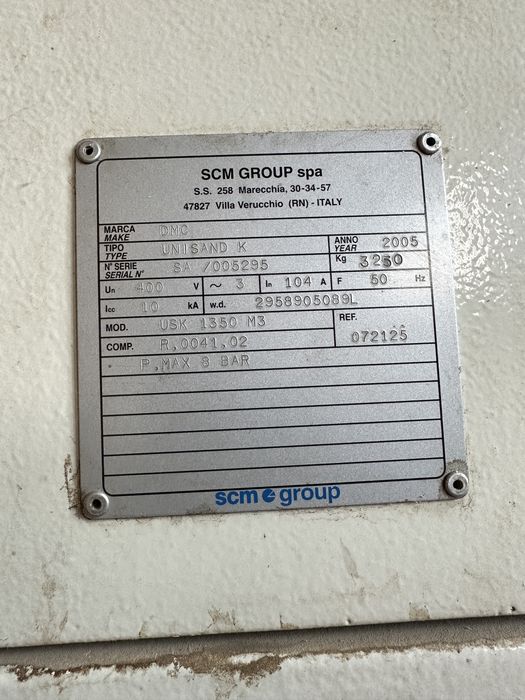 SCM GROUP spa
S.S. 258 Marecchia, 30-34-57
47827 Villa Verucchio (RN) - ITALY
MARCA MAKE DMC
TIPO TYPE UNISAND K ANNO YEAR 2005
N° SERIE SERIAL N° SA /005295 Kg 3250
Un 400 V ~ 3 In 104 A F 50 Hz
Icc 10 kA w.d. 2958905089L
MOD. USK 1350 M3 REF.
COMP. R.0041.02 072125
P.MAX 8 BAR
scm group